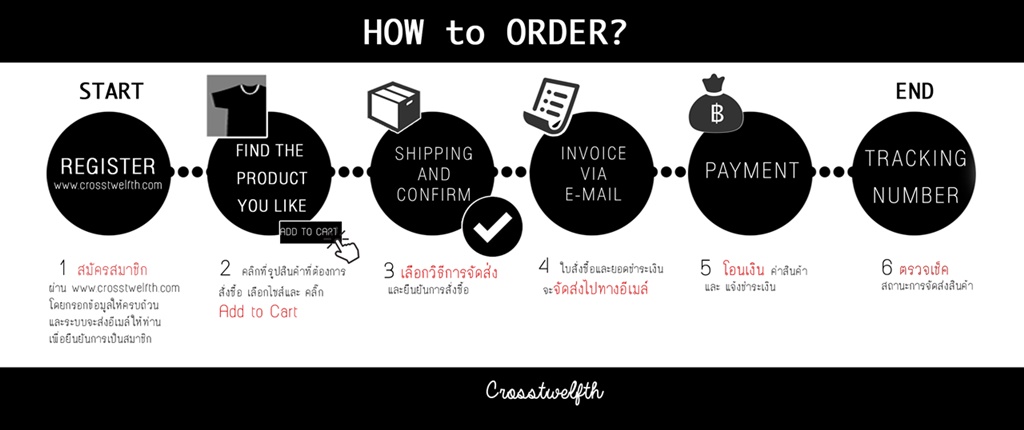 HOW to ORDER?
START
END
REGISTER
www.crosstwelfth.com
FIND THE
PRODUCT
YOU LIKE
ADD TO CART
SHIPPING
AND
CONFIRM
INVOICE
VIA
E-MAIL
฿
PAYMENT
TRACKING
NUMBER
1 สมัครสมาชิก
ผ่าน www.crosstwelfth.com
โดยกรอกข้อมูลให้ครบถ้วน
และระบบจะส่งอีเมล์ให้ท่าน
เพื่อยืนยันการเป็นสมาชิก
2 คลิกที่รูปสินค้าที่ต้องการ
สั่งซื้อ เลือกไซส์และ คลิ๊ก
Add to Cart
3 เลือกวิธีการจัดส่ง
และยืนยันการสั่งซื้อ
4 ใบสั่งซื้อและยอดชำระเงิน
จะจัดส่งไปทางอีเมล์
5 โอนเงิน ค่าสินค้า
และ แจ้งชำระเงิน
6 ตรวจเช็ค
สถานะการจัดส่งสินค้า
Crosstwelfth